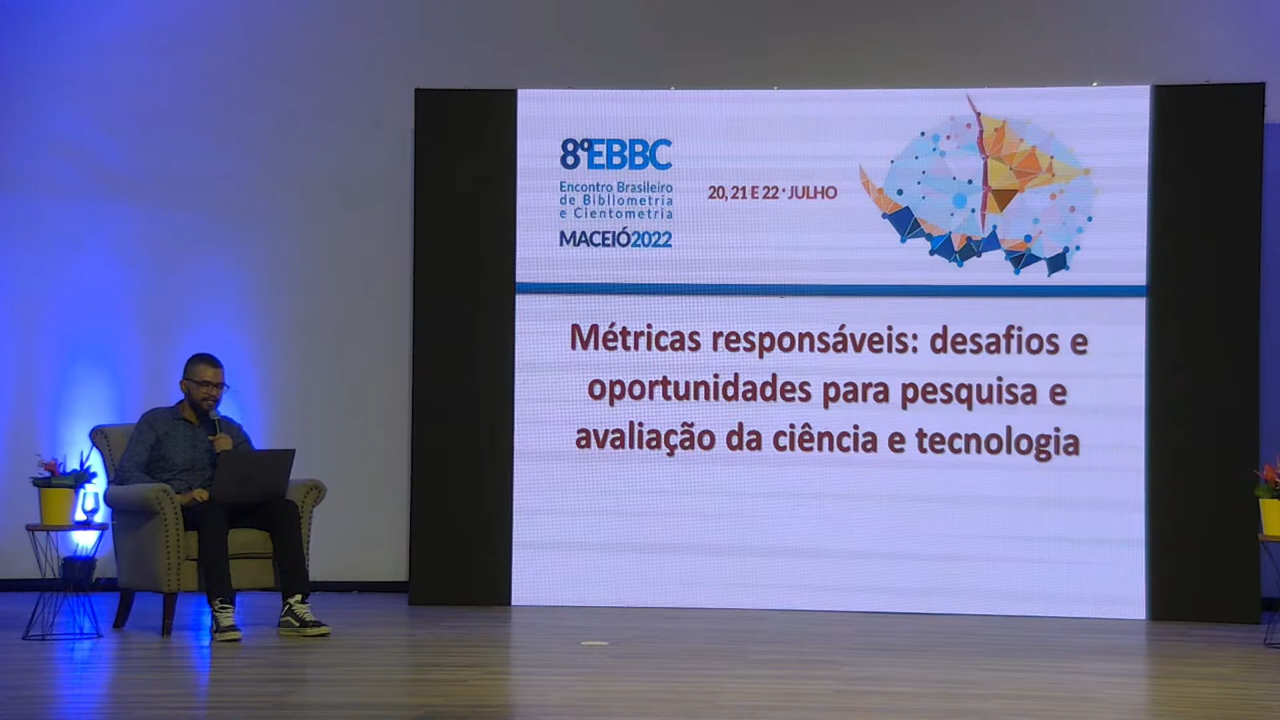 8ºEBBC
Encontro Brasileiro
de Bibliometria
e Cientometria
MACEIÓ2022
20, 21 E 22 · JULHO
Métricas responsáveis: desafios e
oportunidades para pesquisa e
avaliação da ciência e tecnologia